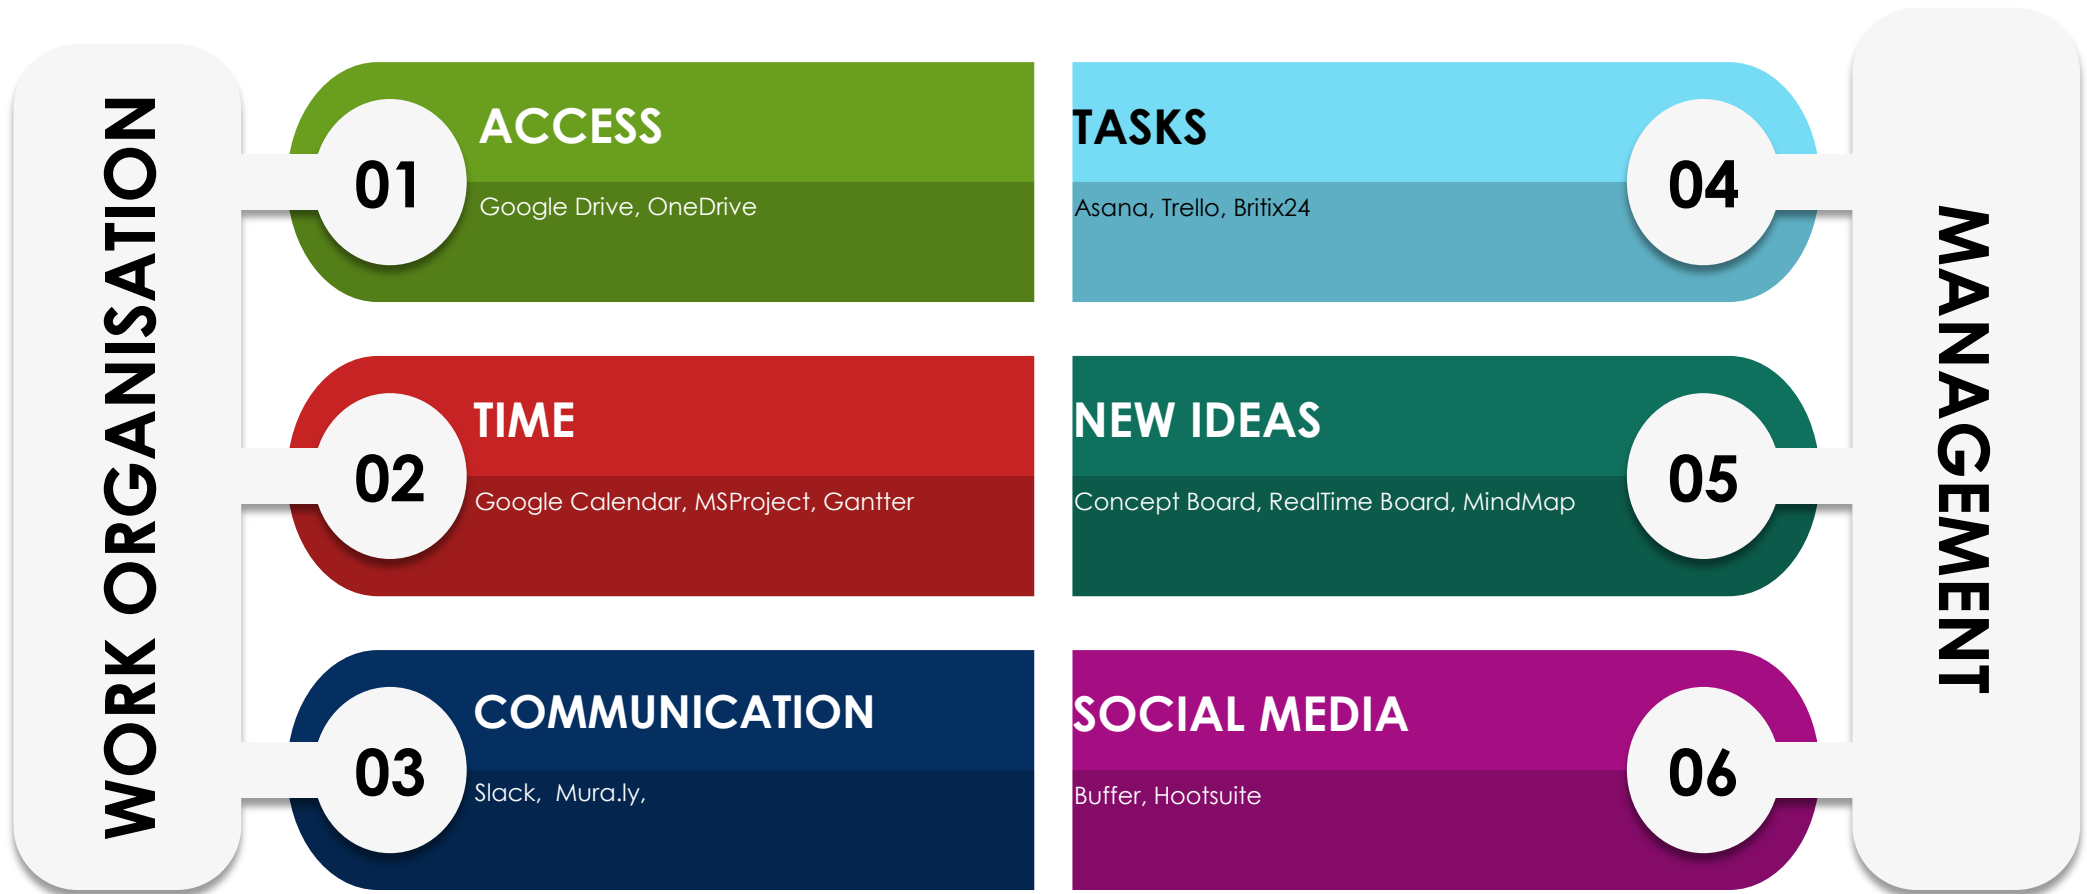 WORK ORGANISATION
01
ACCESS
Google Drive, OneDrive
02
TIME
Google Calendar, MSProject, Gantter
03
COMMUNICATION
Slack,  Mura.ly,
TASKS
Asana, Trello, Britix24
04
NEW IDEAS
Concept Board, RealTime Board, MindMap
05
SOCIAL MEDIA
Buffer, Hootsuite
06
MANAGEMENT